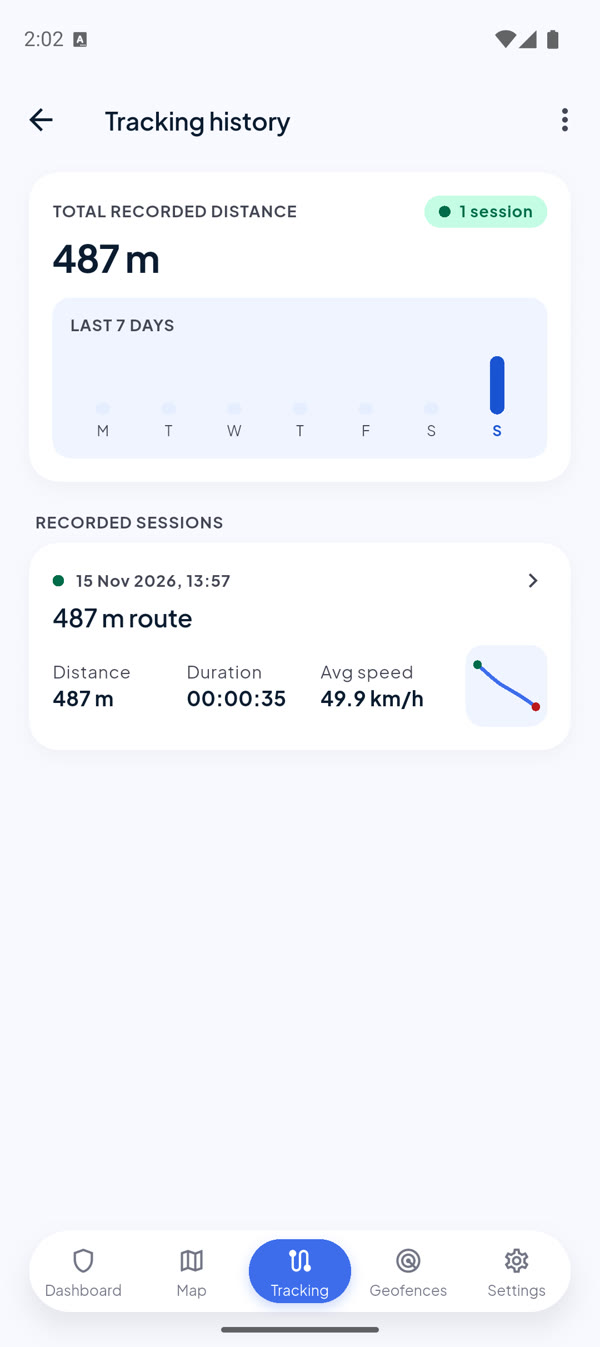 2:02 A
Tracking history
TOTAL RECORDED DISTANCE
1 session
487 m
LAST 7 DAYS
M T W T F S S
RECORDED SESSIONS
15 Nov 2026, 13:57
487 m route
Distance Duration Avg speed
487 m 00:00:35 49.9 km/h
Dashboard Map Tracking Geofences Settings